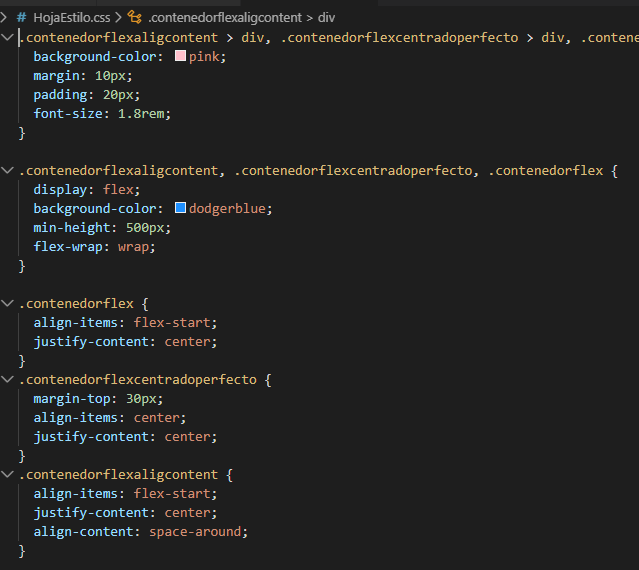 HojaEstilo.css > .contenedorflexaligcontent > div
.contenedorflexaligcontent > div, .contenedorflexcentradoperfecto > div, .contene
background-color: pink;
margin: 10px;
padding: 20px;
font-size: 1.8rem;
}
.contenedorflexaligcontent, .contenedorflexcentradoperfecto, .contenedorflex {
display: flex;
background-color: dodgerblue;
min-height: 500px;
flex-wrap: wrap;
}
.contenedorflex {
align-items: flex-start;
justify-content: center;
}
.contenedorflexcentradoperfecto {
margin-top: 30px;
align-items: center;
justify-content: center;
}
.contenedorflexaligcontent {
align-items: flex-start;
justify-content: center;
align-content: space-around;
}